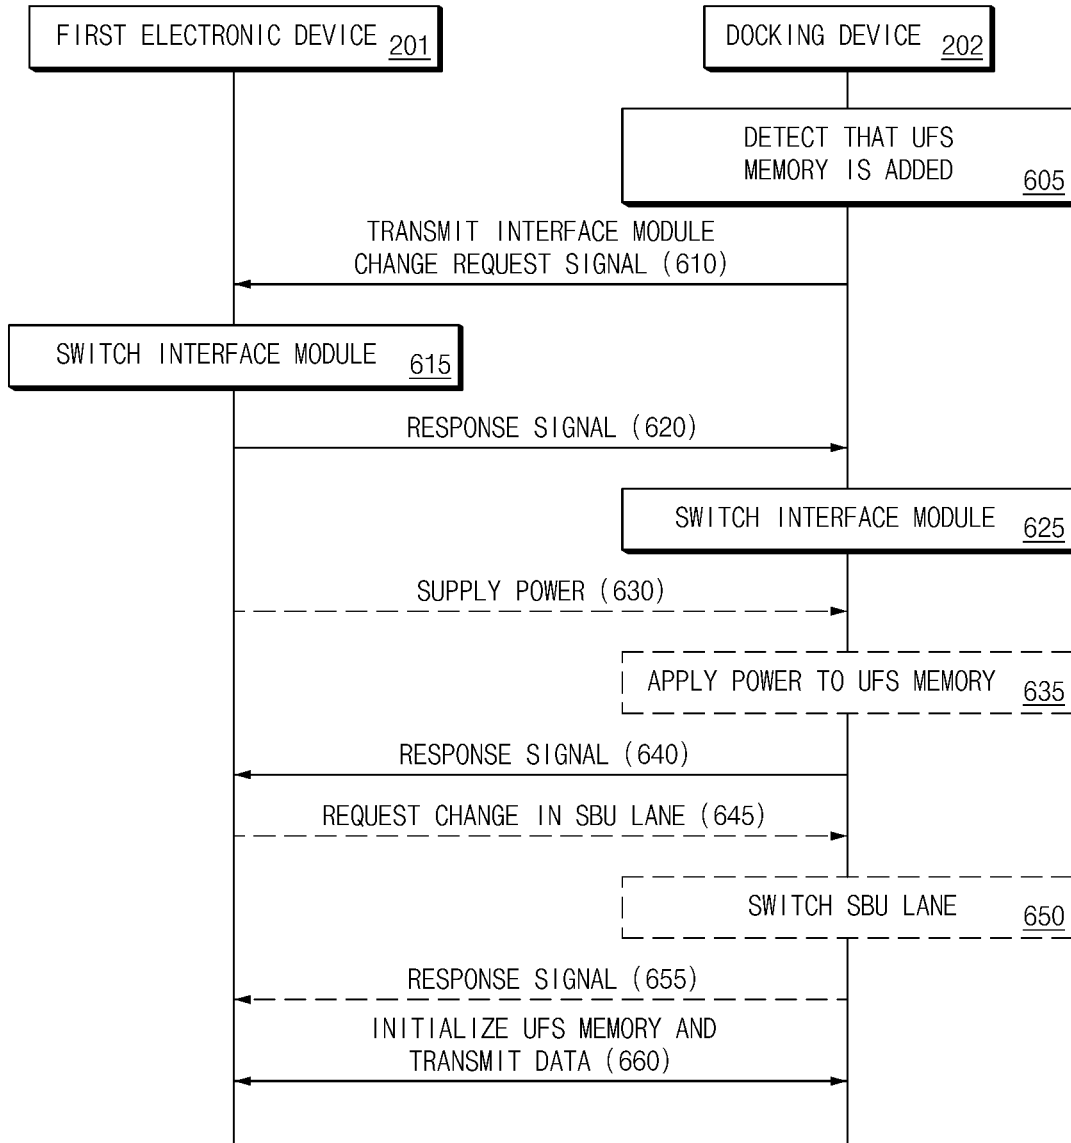 FIRST ELECTRONIC DEVICE 201
DOCKING DEVICE 202
DETECT THAT UFS
MEMORY IS ADDED 605
TRANSMIT INTERFACE MODULE
CHANGE REQUEST SIGNAL (610)
SWITCH INTERFACE MODULE 615
RESPONSE SIGNAL (620)
SWITCH INTERFACE MODULE 625
SUPPLY POWER (630)
APPLY POWER TO UFS MEMORY 635
RESPONSE SIGNAL (640)
REQUEST CHANGE IN SBU LANE (645)
SWITCH SBU LANE 650
RESPONSE SIGNAL (655)
INITIALIZE UFS MEMORY AND
TRANSMIT DATA (660)